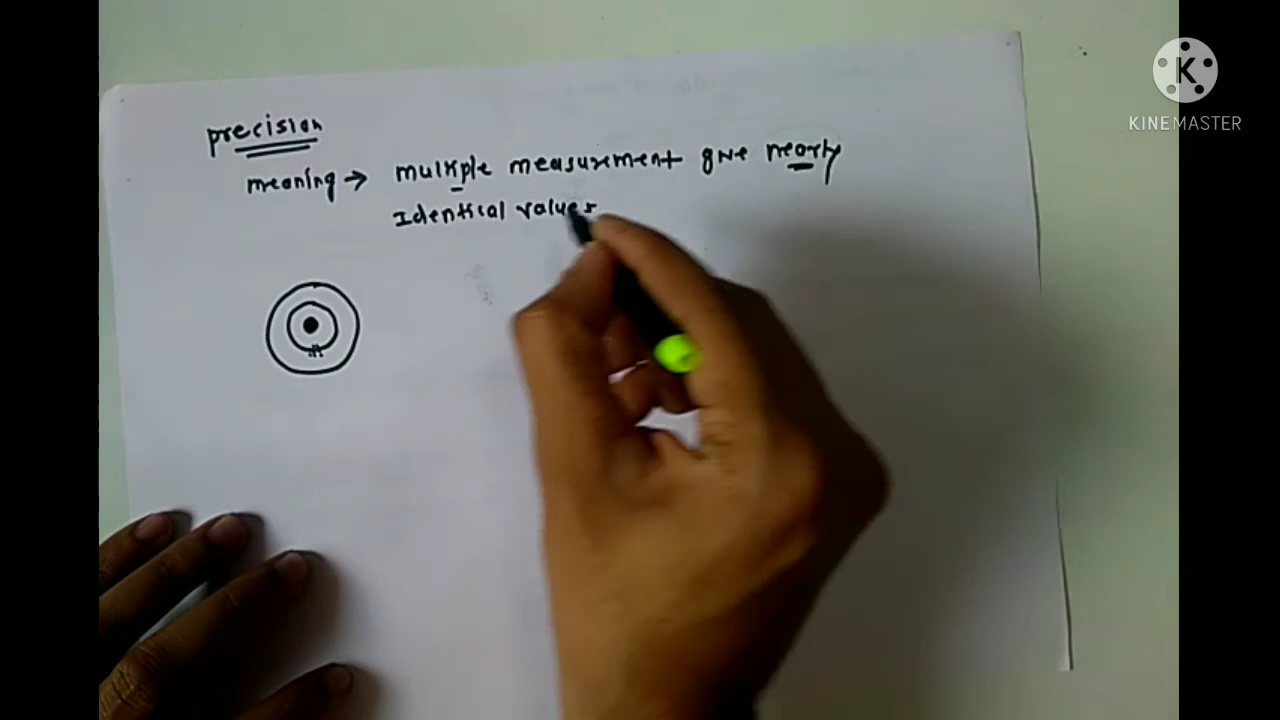 precision
meaning → multiple measurement give nearly
Identical values
K
KINEMASTER